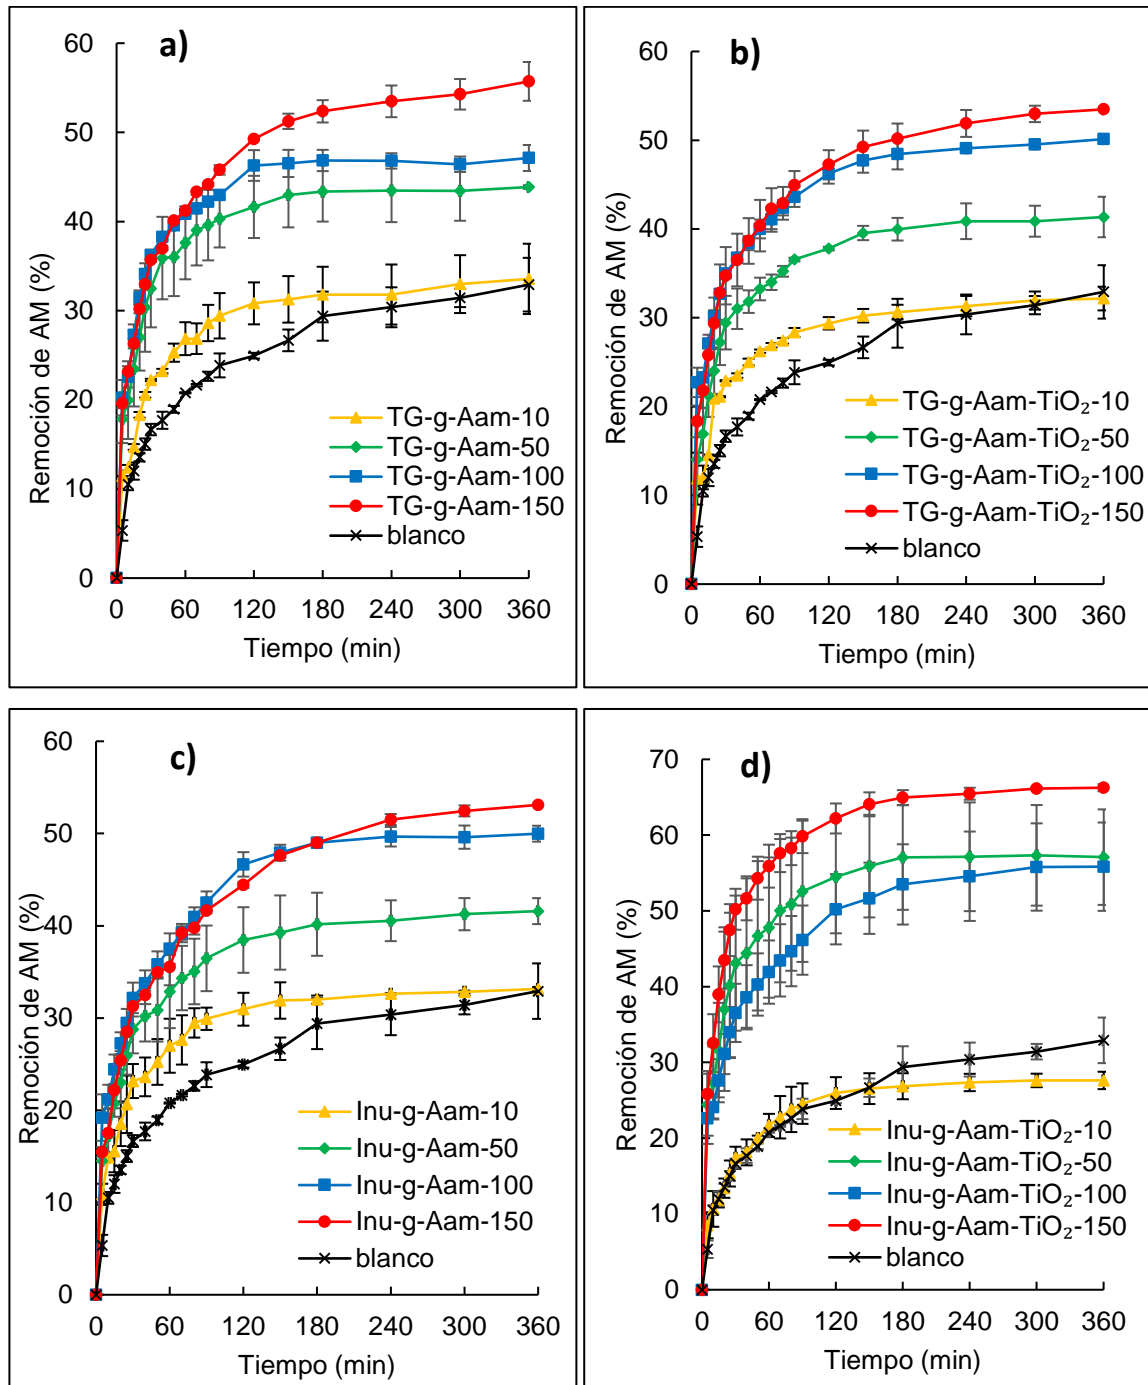 a)
Remoción de AM (%)
60
50
40
30
20
10
0
TG-g-Aam-10
TG-g-Aam-50
TG-g-Aam-100
TG-g-Aam-150
blanco
0 60 120 180 240 300 360
Tiempo (min)
b)
Remoción de AM (%)
60
50
40
30
20
10
0
TG-g-Aam-TiO₂-10
TG-g-Aam-TiO₂-50
TG-g-Aam-TiO₂-100
TG-g-Aam-TiO₂-150
blanco
0 60 120 180 240 300 360
Tiempo (min)
c)
Remoción de AM (%)
60
50
40
30
20
10
0
Inu-g-Aam-10
Inu-g-Aam-50
Inu-g-Aam-100
Inu-g-Aam-150
blanco
0 60 120 180 240 300 360
Tiempo (min)
d)
Remoción de AM (%)
70
60
50
40
30
20
10
0
Inu-g-Aam-TiO₂-10
Inu-g-Aam-TiO₂-50
Inu-g-Aam-TiO₂-100
Inu-g-Aam-TiO₂-150
blanco
0 60 120 180 240 300 360
Tiempo (min)